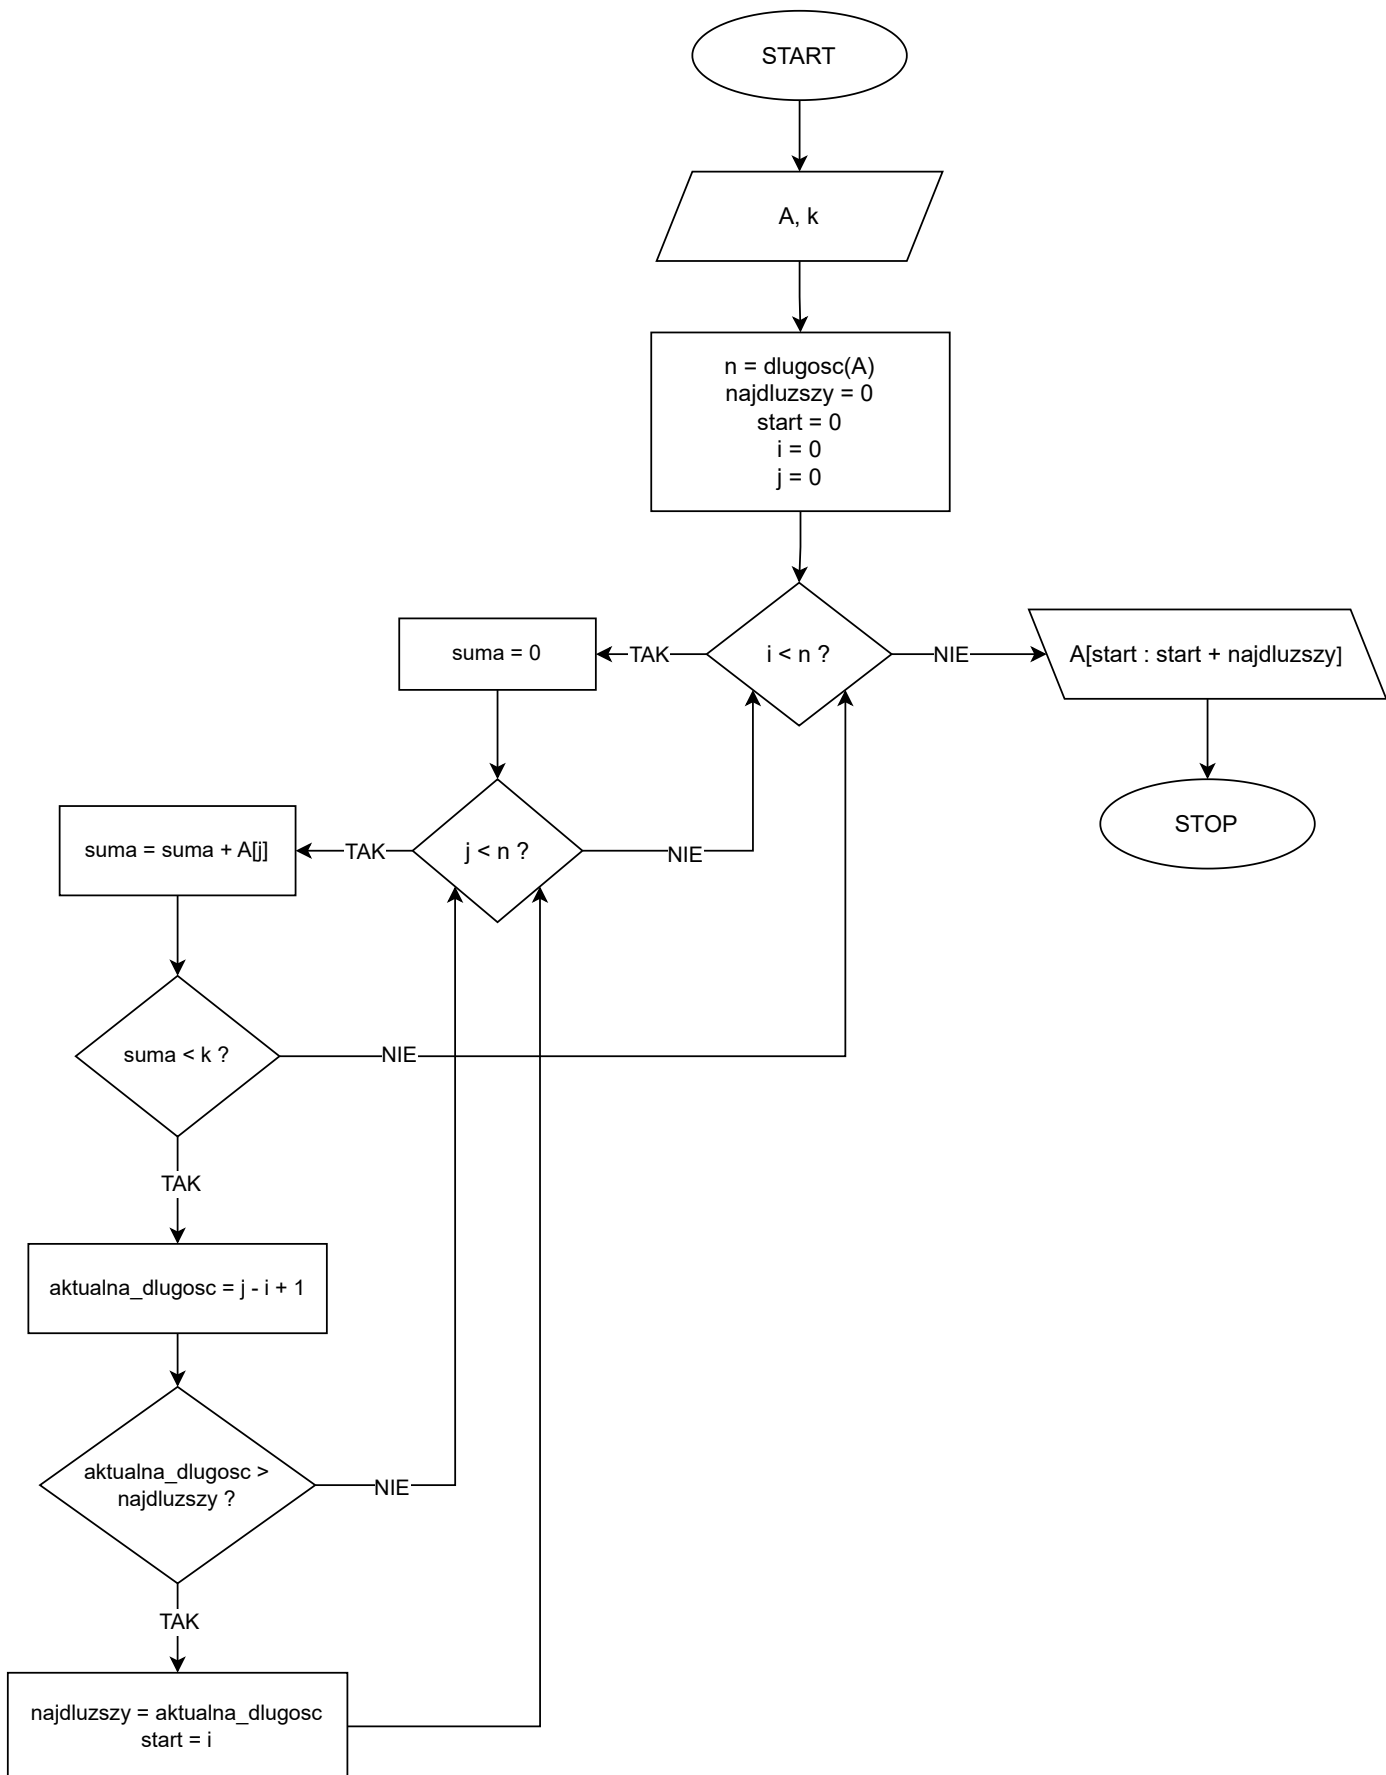 START
A, k
n = dlugosc(A)
najdluzszy = 0
start = 0
i = 0
j = 0
suma = 0
TAK
i < n ?
NIE
A[start : start + najdluzszy]
STOP
suma = suma + A[j]
TAK
j < n ?
NIE
suma < k ?
NIE
TAK
aktualna_dlugosc = j - i + 1
aktualna_dlugosc >
najdluzszy ?
NIE
TAK
najdluzszy = aktualna_dlugosc
start = i